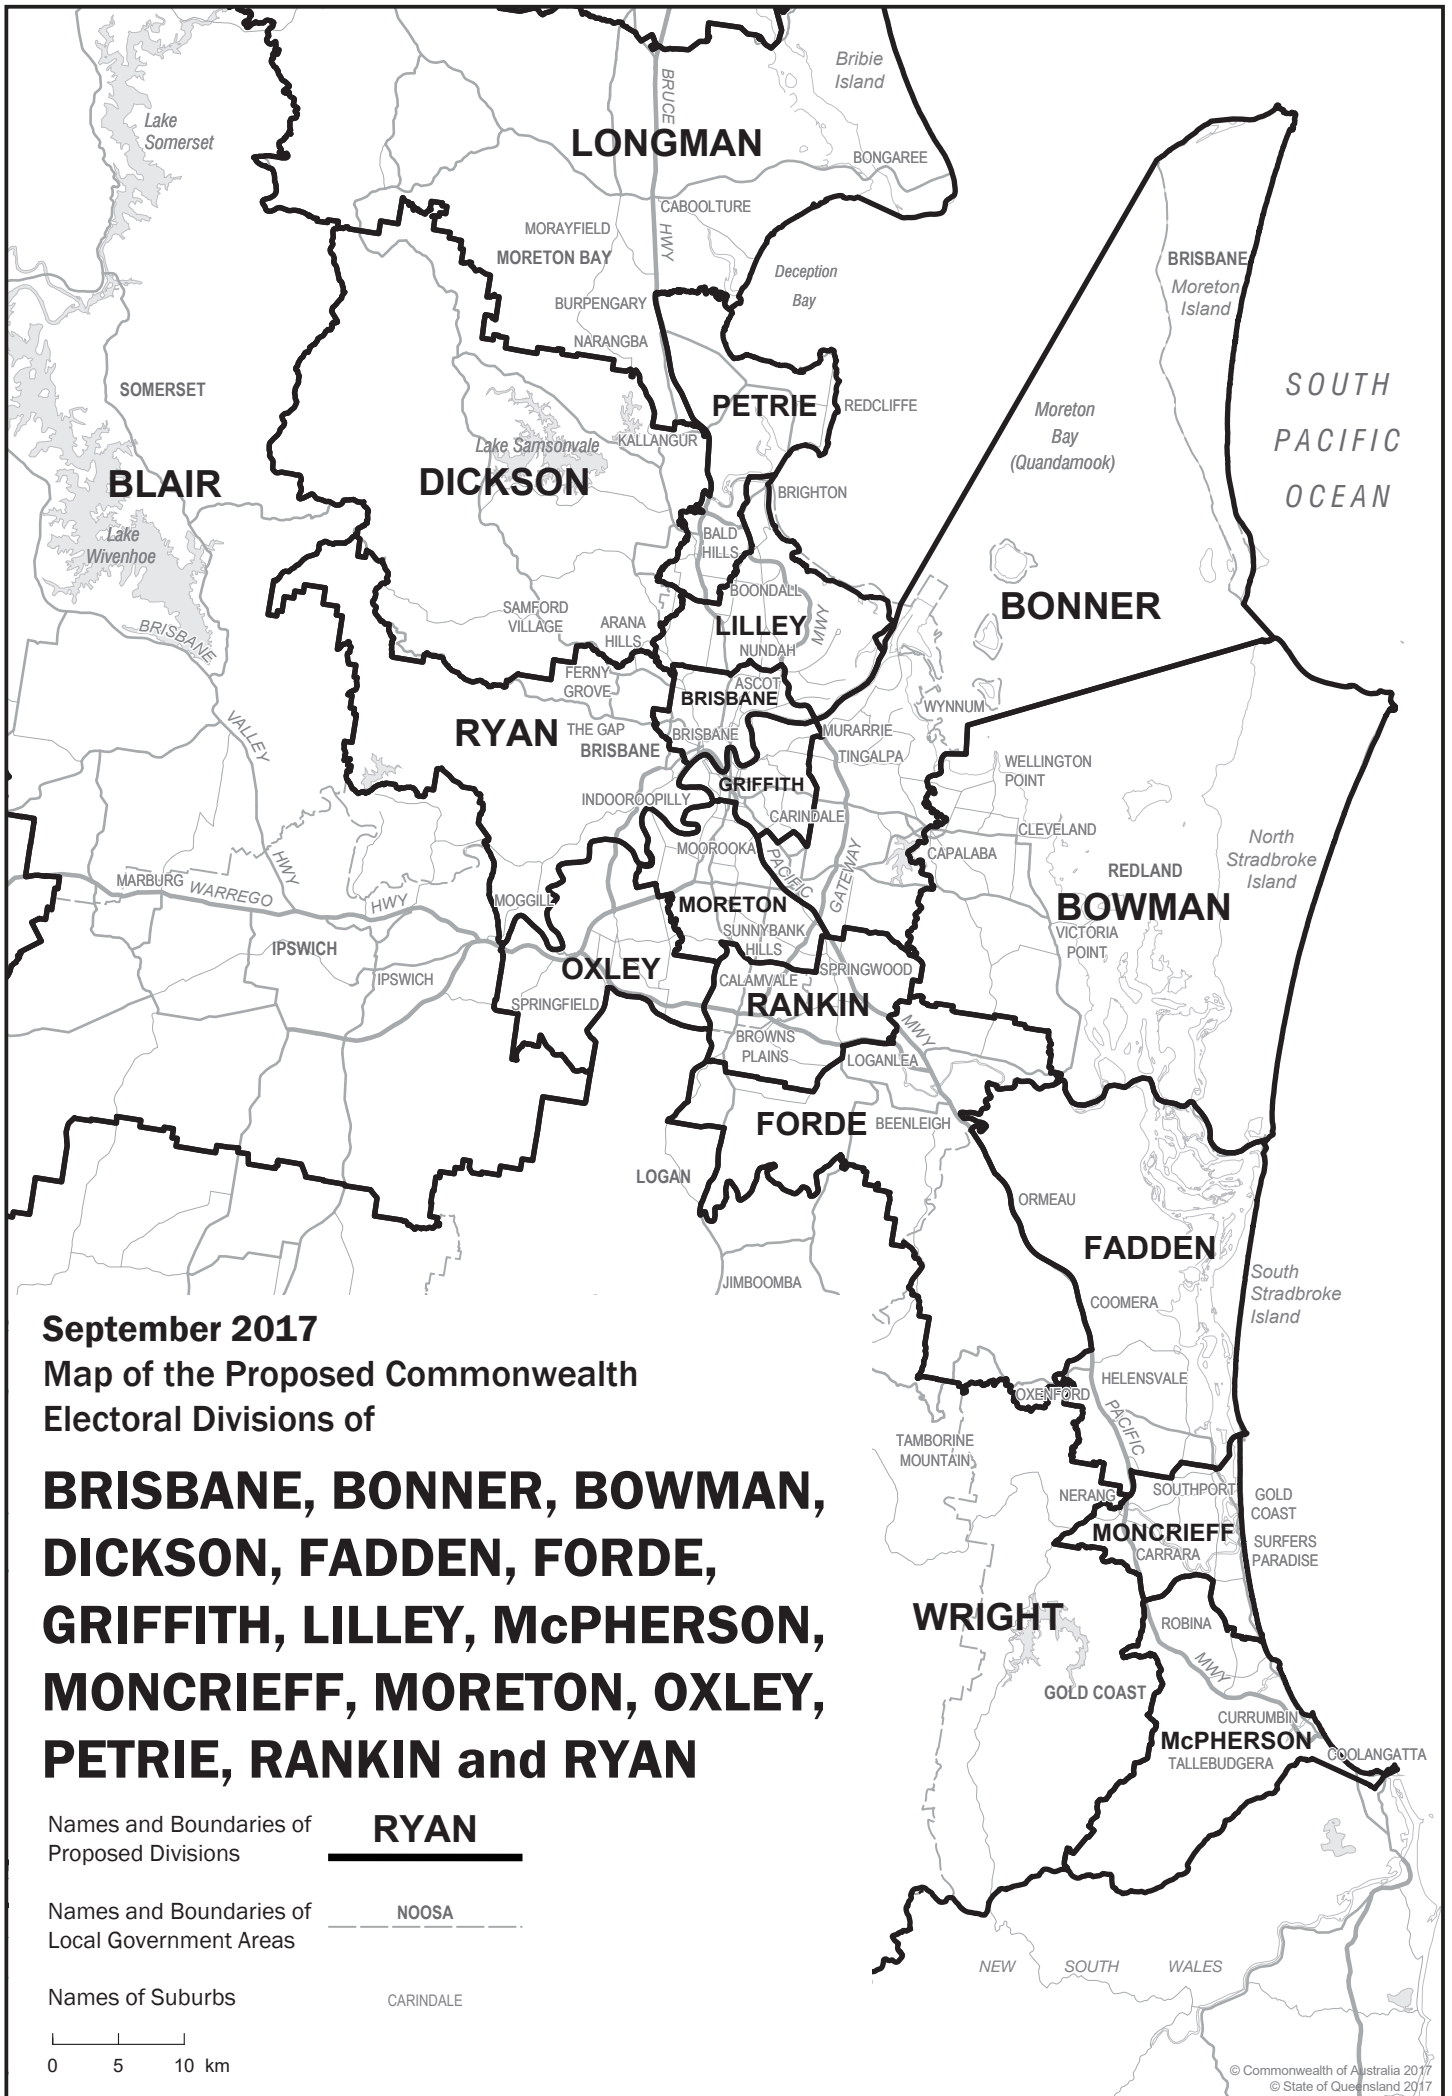 Bribie
Island
Lake
Somerset
BRUCE
LONGMAN
BONGAREE
CABOOLTURE
MORAYFIELD
HWY
MORETON BAY
BRISBANE
Moreton
Island
Deception
Bay
BURPENGARY
NARANGBA
SOMERSET
SOUTH
PACIFIC
OCEAN
PETRIE
REDCLIFFE
Moreton
Bay
(Quandamook)
KALLANGUR
Lake Samsonvale
BLAIR
DICKSON
BRIGHTON
Lake
Wivenhoe
BALD
HILLS
BOONDALL
BONNER
SAMFORD
VILLAGE
ARANA
HILLS
LILLEY
MWY
NUNDAH
BRISBANE
FERNY
GROVE
ASCOT
BRISBANE
WYNNUM
VALLEY
RYAN
THE GAP
BRISBANE
BRISBANE
MURARRIE
TINGALPA
WELLINGTON
POINT
GRIFFITH
INDOOROOPILLY
CARINDALE
CLEVELAND
MOOROOKA
CAPALABA
North
Stradbroke
Island
PACIFIC
HWY
GATEWAY
REDLAND
MARBURG
WARREGO
HWY
MOGGILL
MORETON
BOWMAN
SUNNYBANK
HILLS
VICTORIA
POINT
IPSWICH
IPSWICH
OXLEY
CALAMVALE
SPRINGWOOD
SPRINGFIELD
RANKIN
MWY
BROWNS
PLAINS
LOGANLEA
FORDE
BEENLEIGH
LOGAN
ORMEAU
FADDEN
JIMBOOMBA
South
Stradbroke
Island
COOMERA
HELENSVALE
OXENFORD
PACIFIC
TAMBORINE
MOUNTAIN
NERANG
SOUTHPORT
GOLD
COAST
MONCRIEFF
CARRARA
SURFERS
PARADISE
WRIGHT
ROBINA
MWY
GOLD COAST
CURRUMBIN
McPHERSON
TALLEBUDGERA
COOLANGATTA
NEW SOUTH WALES
September 2017
Map of the Proposed Commonwealth
Electoral Divisions of
BRISBANE, BONNER, BOWMAN,
DICKSON, FADDEN, FORDE,
GRIFFITH, LILLEY, McPHERSON,
MONCRIEFF, MORETON, OXLEY,
PETRIE, RANKIN and RYAN
Names and Boundaries of
Proposed Divisions
RYAN
Names and Boundaries of
Local Government Areas
NOOSA
Names of Suburbs
CARINDALE
0 5 10 km
© Commonwealth of Australia 2017
© State of Queensland 2017